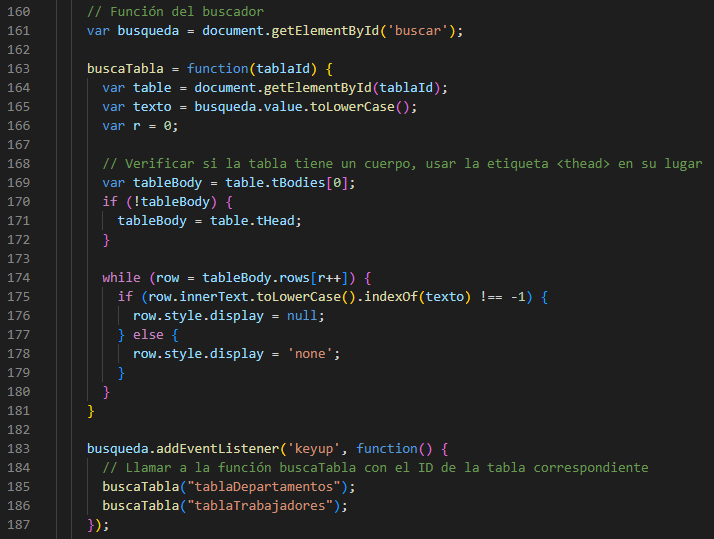 160 // Función del buscador
161 var busqueda = document.getElementById('buscar');
162
163 buscaTabla = function(tablaId) {
164 var table = document.getElementById(tablaId);
165 var texto = busqueda.value.toLowerCase();
166 var r = 0;
167
168 // Verificar si la tabla tiene un cuerpo, usar la etiqueta <thead> en su lugar
169 var tableBody = table.tBodies[0];
170 if (!tableBody) {
171 tableBody = table.tHead;
172 }
173
174 while (row = tableBody.rows[r++]) {
175 if (row.innerText.toLowerCase().indexOf(texto) !== -1) {
176 row.style.display = null;
177 } else {
178 row.style.display = 'none';
179 }
180 }
181 }
182
183 busqueda.addEventListener('keyup', function() {
184 // Llamar a la función buscaTabla con el ID de la tabla correspondiente
185 buscaTabla("tablaDepartamentos");
186 buscaTabla("tablaTrabajadores");
187 });